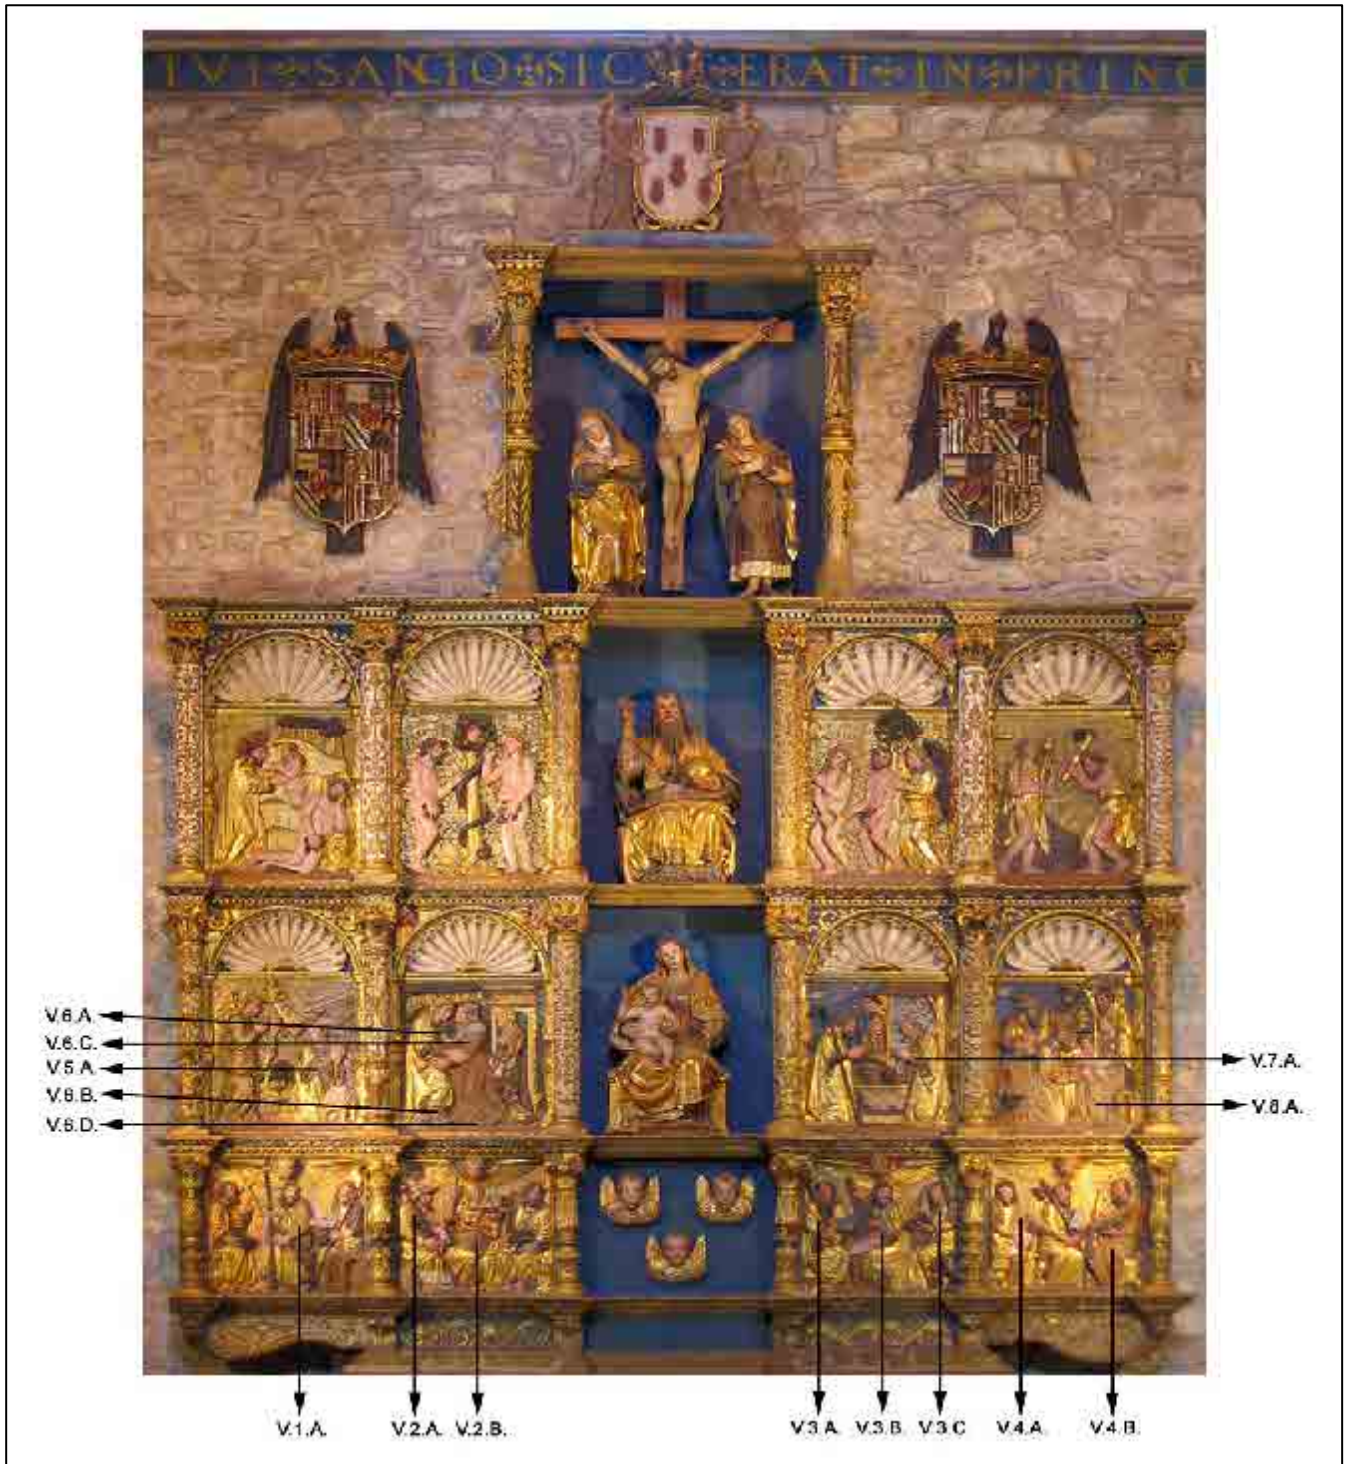 TVI ✠ SANTO ✠ SIC ERAT ✠ IN ✠ PRINC
V.6.A.
V.6.C.
V.5.A.
V.6.B.
V.6.D.
V.7.A.
V.8.A.
V.1.A. V.2.A. V.2.B. V.3.A. V.3.B. V.3.C V.4.A. V.4.B.